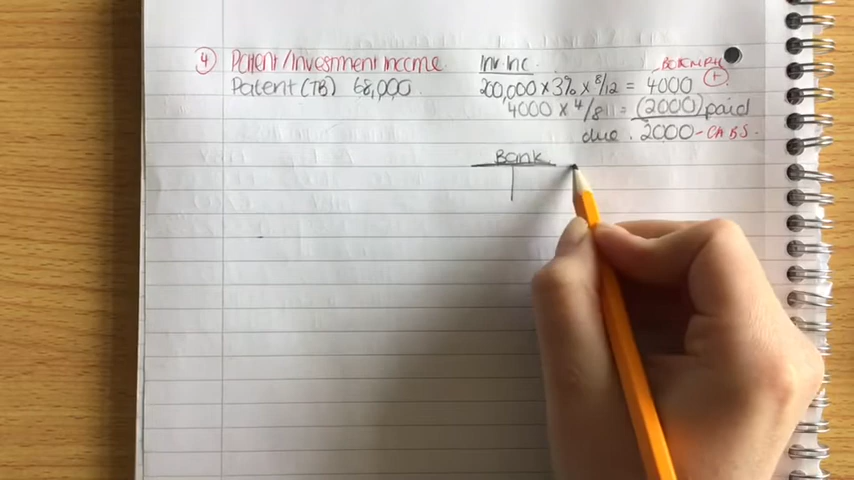 4 Patent/Investment Income
Patent (TB) 68,000
Inv. Inc.
200,000 × 3% × 8/12 = 4000 +
4000 × 4/8 = (2000) paid
due. 2000 - CABS.
Bank